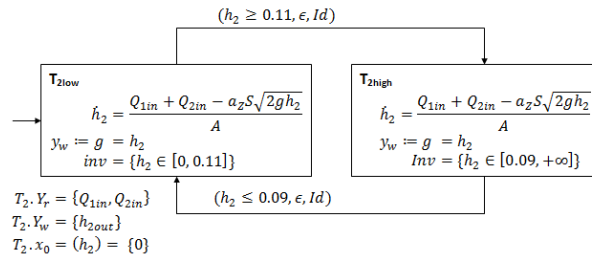 (h₂ ≥ 0.11, ϵ, Id)
T₂low
ḣ₂ = (Q₁ᵢₙ + Q₂ᵢₙ − a_Z S√(2gh₂)) / A
y_w ≔ g = h₂
inv = {h₂ ∈ [0, 0.11]}
T₂high
ḣ₂ = (Q₁ᵢₙ + Q₂ᵢₙ − a_Z S√(2gh₂)) / A
y_w ≔ g = h₂
Inv = {h₂ ∈ [0.09, +∞]}
(h₂ ≤ 0.09, ϵ, Id)
T₂.Y_r = {Q₁ᵢₙ, Q₂ᵢₙ}
T₂.Y_w = {h₂ₒᵤₜ}
T₂.x₀ = (h₂) = {0}